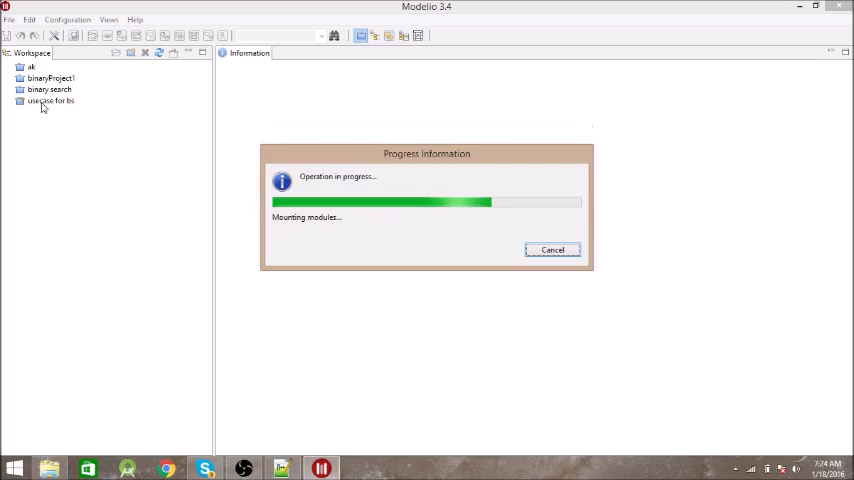 Modelio 3.4
File Edit Configuration Views Help
Workspace
Information
ak
binaryProject1
binary search
usecase for bs
Progress Information
Operation in progress...
Mounting modules...
Cancel
7:24 AM
1/18/2016